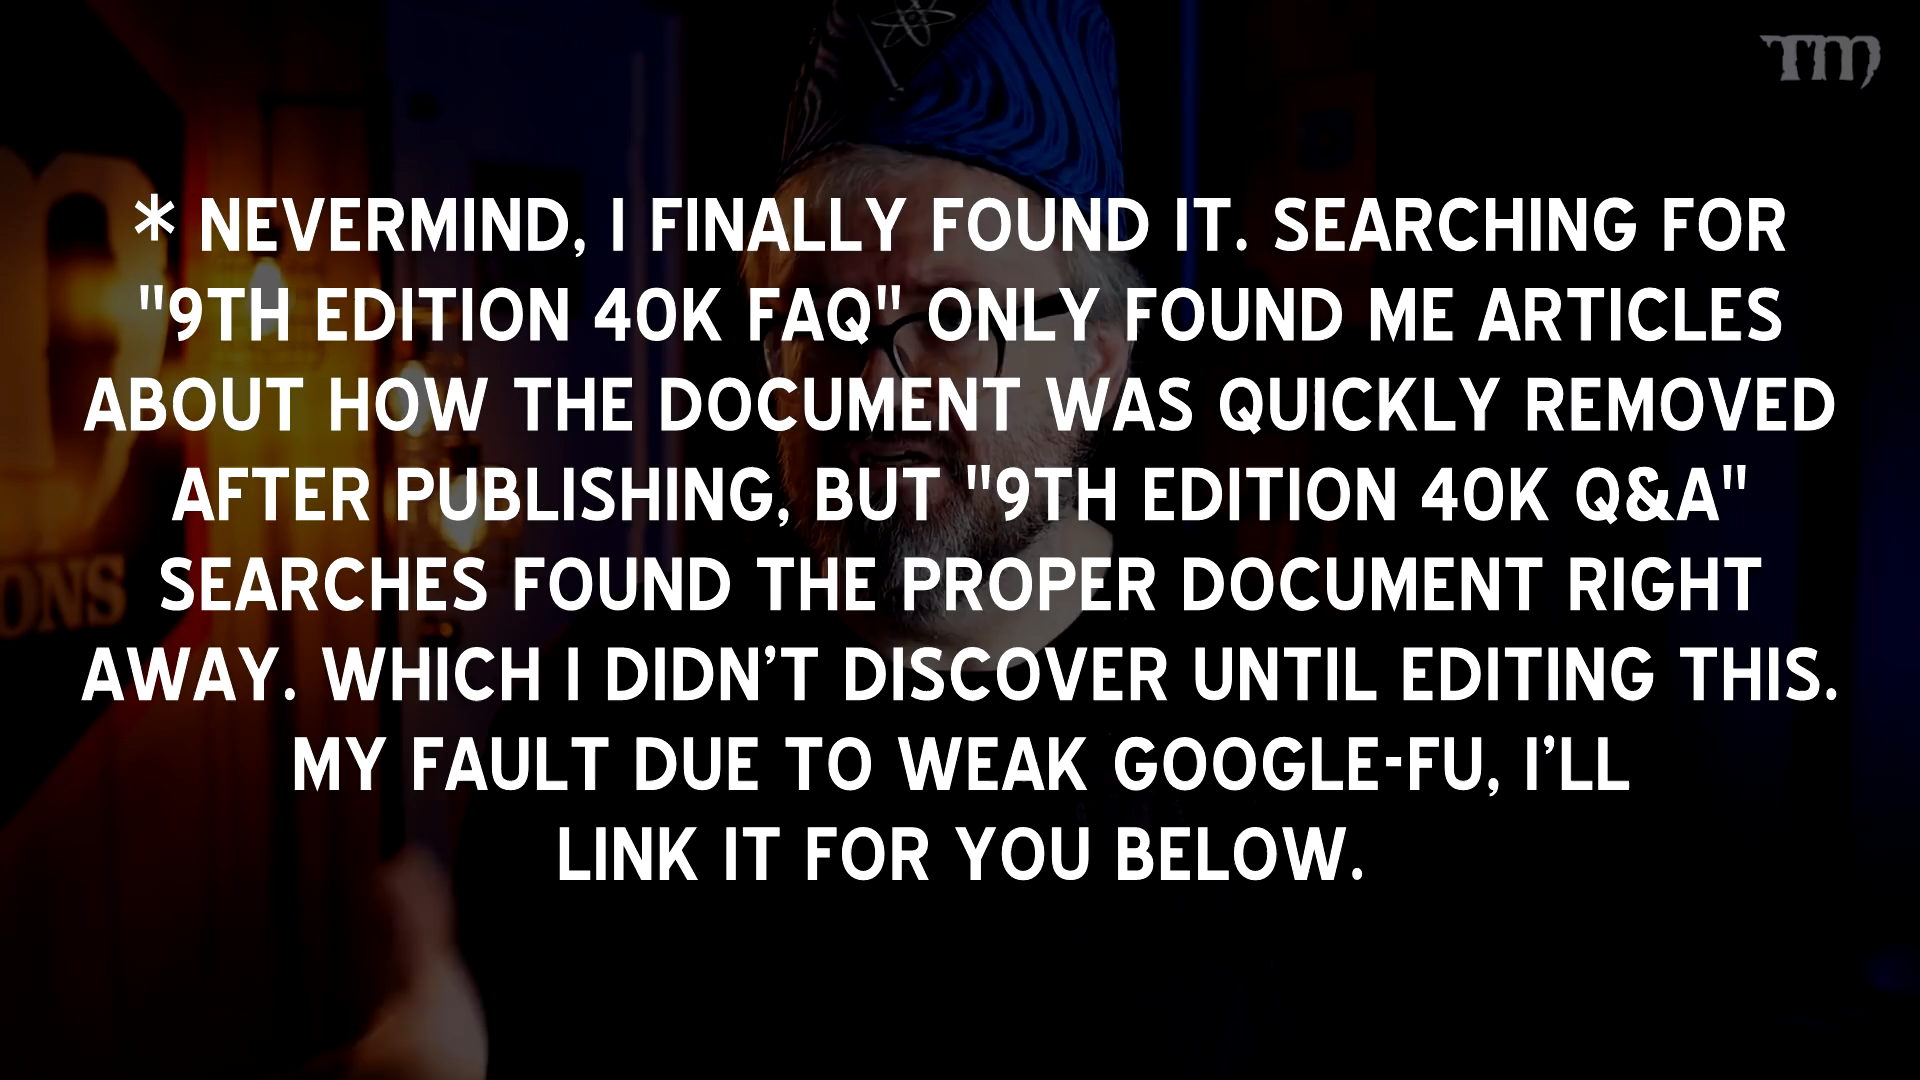 TM
* NEVERMIND, I FINALLY FOUND IT. SEARCHING FOR
"9TH EDITION 40K FAQ" ONLY FOUND ME ARTICLES
ABOUT HOW THE DOCUMENT WAS QUICKLY REMOVED
AFTER PUBLISHING, BUT "9TH EDITION 40K Q&A"
SEARCHES FOUND THE PROPER DOCUMENT RIGHT
AWAY. WHICH I DIDN’T DISCOVER UNTIL EDITING THIS.
MY FAULT DUE TO WEAK GOOGLE-FU, I’LL
LINK IT FOR YOU BELOW.
ONS